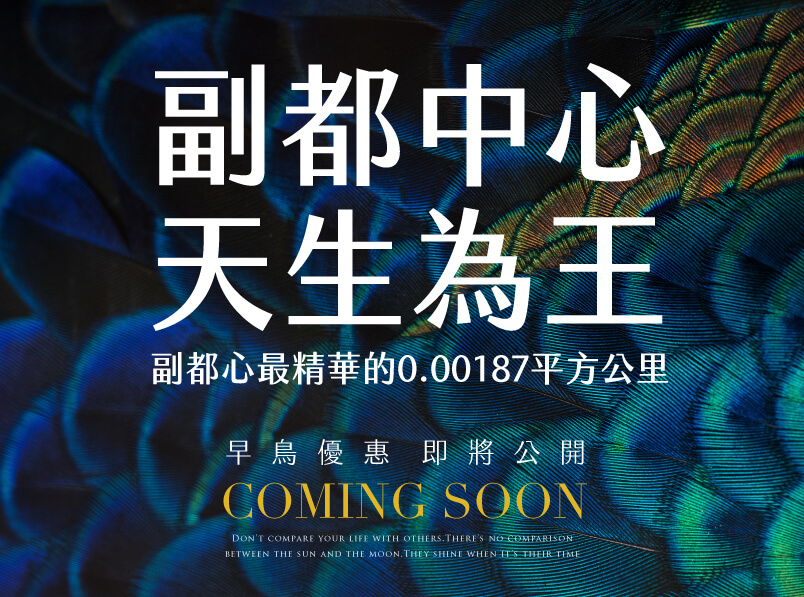 副都中心
天生為王
副都心最精華的0.00187平方公里
早鳥優惠 即將公開
COMING SOON
DON'T COMPARE YOUR LIFE WITH OTHERS.THERE'S NO COMPARISON
BETWEEN THE SUN AND THE MOON.THEY SHINE WHEN IT'S THEIR TIME